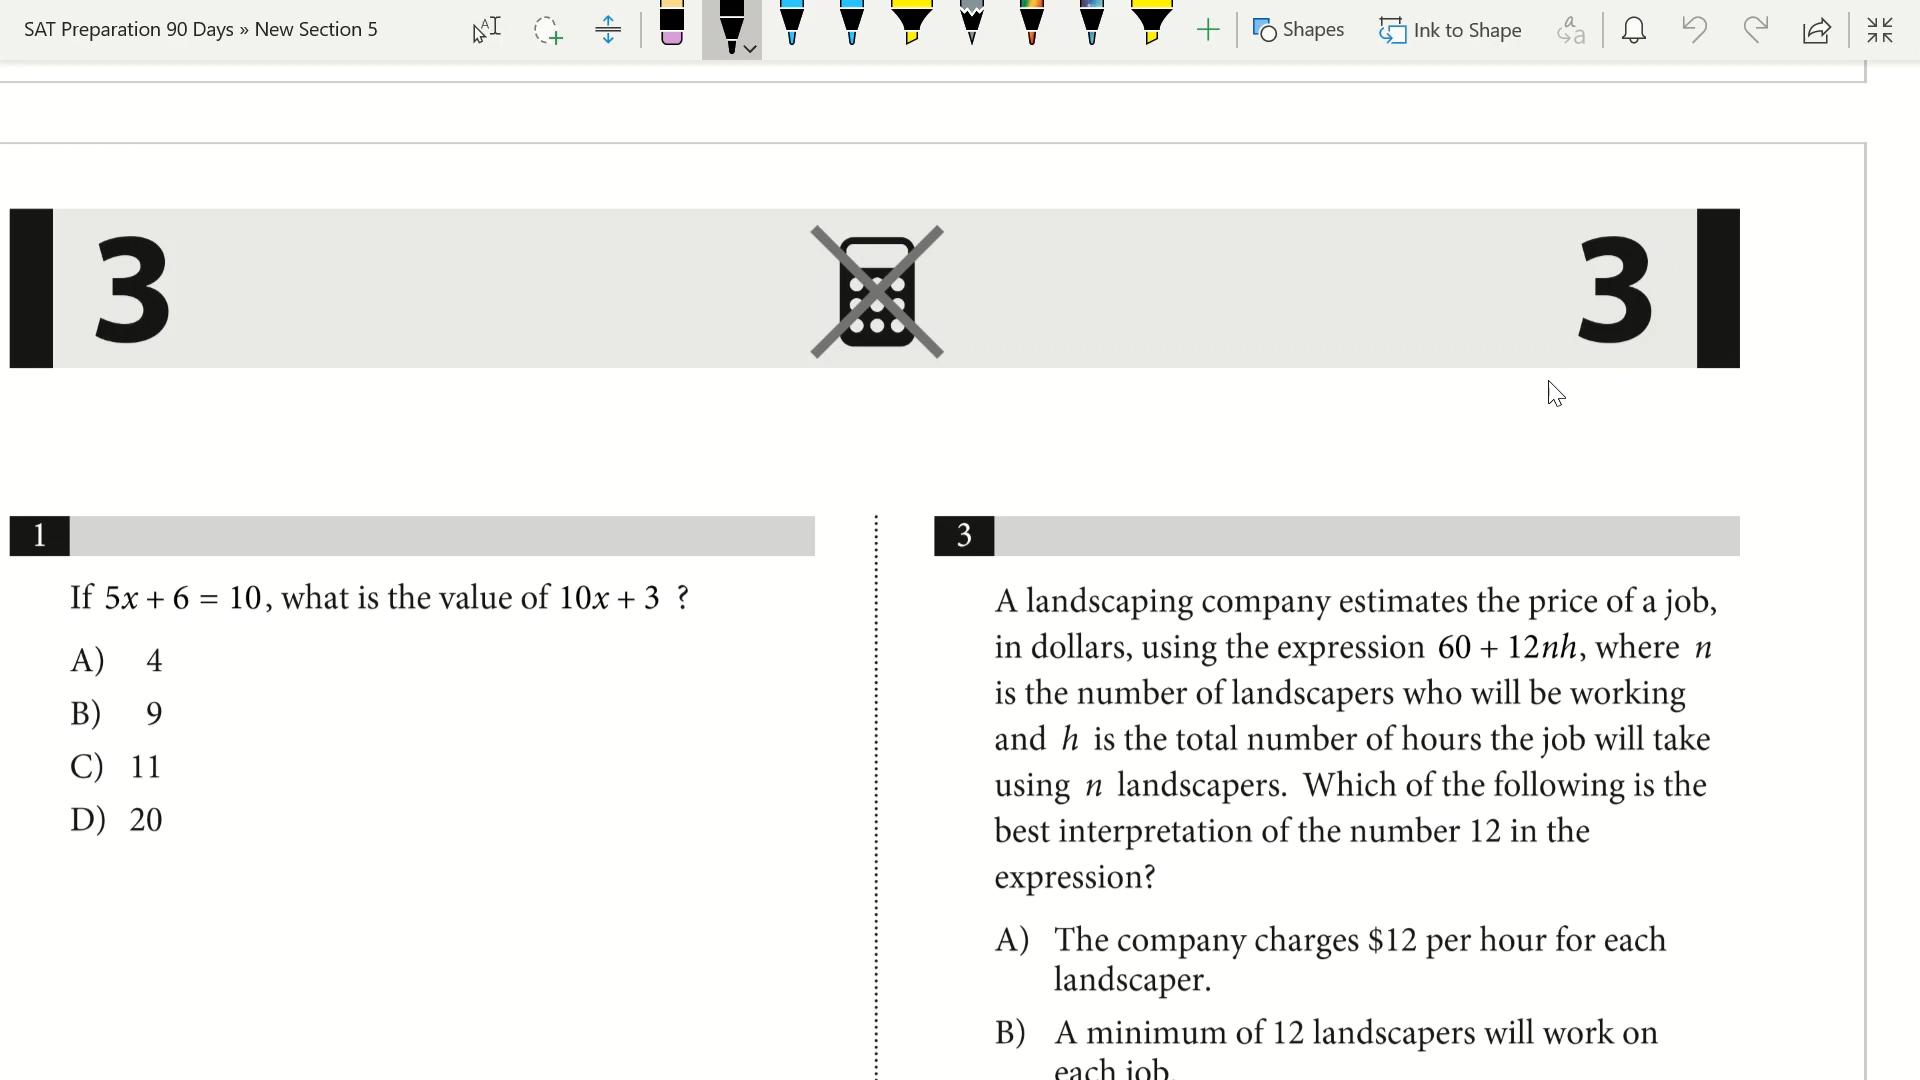 SAT Preparation 90 Days » New Section 5
Shapes
Ink to Shape
3
3
1
If 5x + 6 = 10, what is the value of 10x + 3 ?
A) 4
B) 9
C) 11
D) 20
3
A landscaping company estimates the price of a job,
in dollars, using the expression 60 + 12nh, where n
is the number of landscapers who will be working
and h is the total number of hours the job will take
using n landscapers. Which of the following is the
best interpretation of the number 12 in the
expression?
A) The company charges $12 per hour for each
landscaper.
B) A minimum of 12 landscapers will work on
each job.